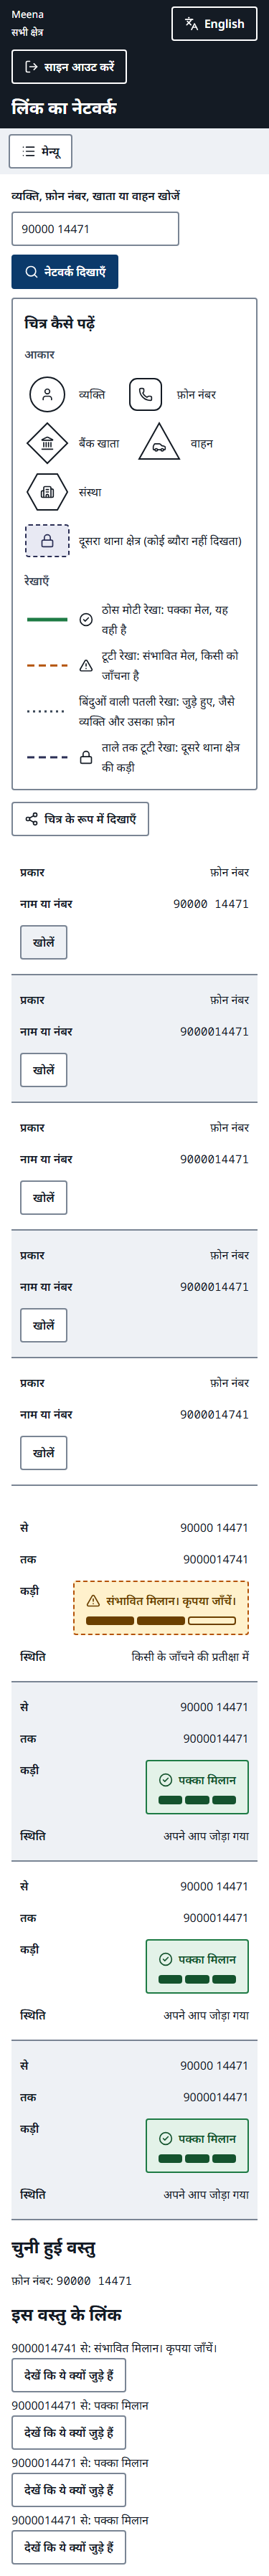 Meena
सभी क्षेत्र
English
साइन आउट करें
लिंक का नेटवर्क
मेन्यू
व्यक्ति, फ़ोन नंबर, खाता या वाहन खोजें
90000 14471
नेटवर्क दिखाएँ
चित्र कैसे पढ़ें
आकार
व्यक्ति
फ़ोन नंबर
बैंक खाता
वाहन
संस्था
दूसरा थाना क्षेत्र (कोई ब्यौरा नहीं दिखता)
रेखाएँ
ठोस मोटी रेखा: पक्का मेल, यह
वही है
टूटी रेखा: संभावित मेल, किसी को
जाँचना है
बिंदुओं वाली पतली रेखा: जुड़े हुए, जैसे
व्यक्ति और उसका फ़ोन
ताले तक टूटी रेखा: दूसरे थाना क्षेत्र
की कड़ी
चित्र के रूप में दिखाएँ
प्रकार फ़ोन नंबर
नाम या नंबर 90000 14471
खोलें
प्रकार फ़ोन नंबर
नाम या नंबर 9000014471
खोलें
प्रकार फ़ोन नंबर
नाम या नंबर 9000014471
खोलें
प्रकार फ़ोन नंबर
नाम या नंबर 9000014471
खोलें
प्रकार फ़ोन नंबर
नाम या नंबर 9000014741
खोलें
से 90000 14471
तक 9000014741
कड़ी संभावित मिलान। कृपया जाँचें।
स्थिति किसी के जाँचने की प्रतीक्षा में
से 90000 14471
तक 9000014471
कड़ी पक्का मिलान
स्थिति अपने आप जोड़ा गया
से 90000 14471
तक 9000014471
कड़ी पक्का मिलान
स्थिति अपने आप जोड़ा गया
से 90000 14471
तक 9000014471
कड़ी पक्का मिलान
स्थिति अपने आप जोड़ा गया
चुनी हुई वस्तु
फ़ोन नंबर: 90000 14471
इस वस्तु के लिंक
9000014741 से: संभावित मिलान। कृपया जाँचें।
देखें कि ये क्यों जुड़े हैं
9000014471 से: पक्का मिलान
देखें कि ये क्यों जुड़े हैं
9000014471 से: पक्का मिलान
देखें कि ये क्यों जुड़े हैं
9000014471 से: पक्का मिलान
देखें कि ये क्यों जुड़े हैं